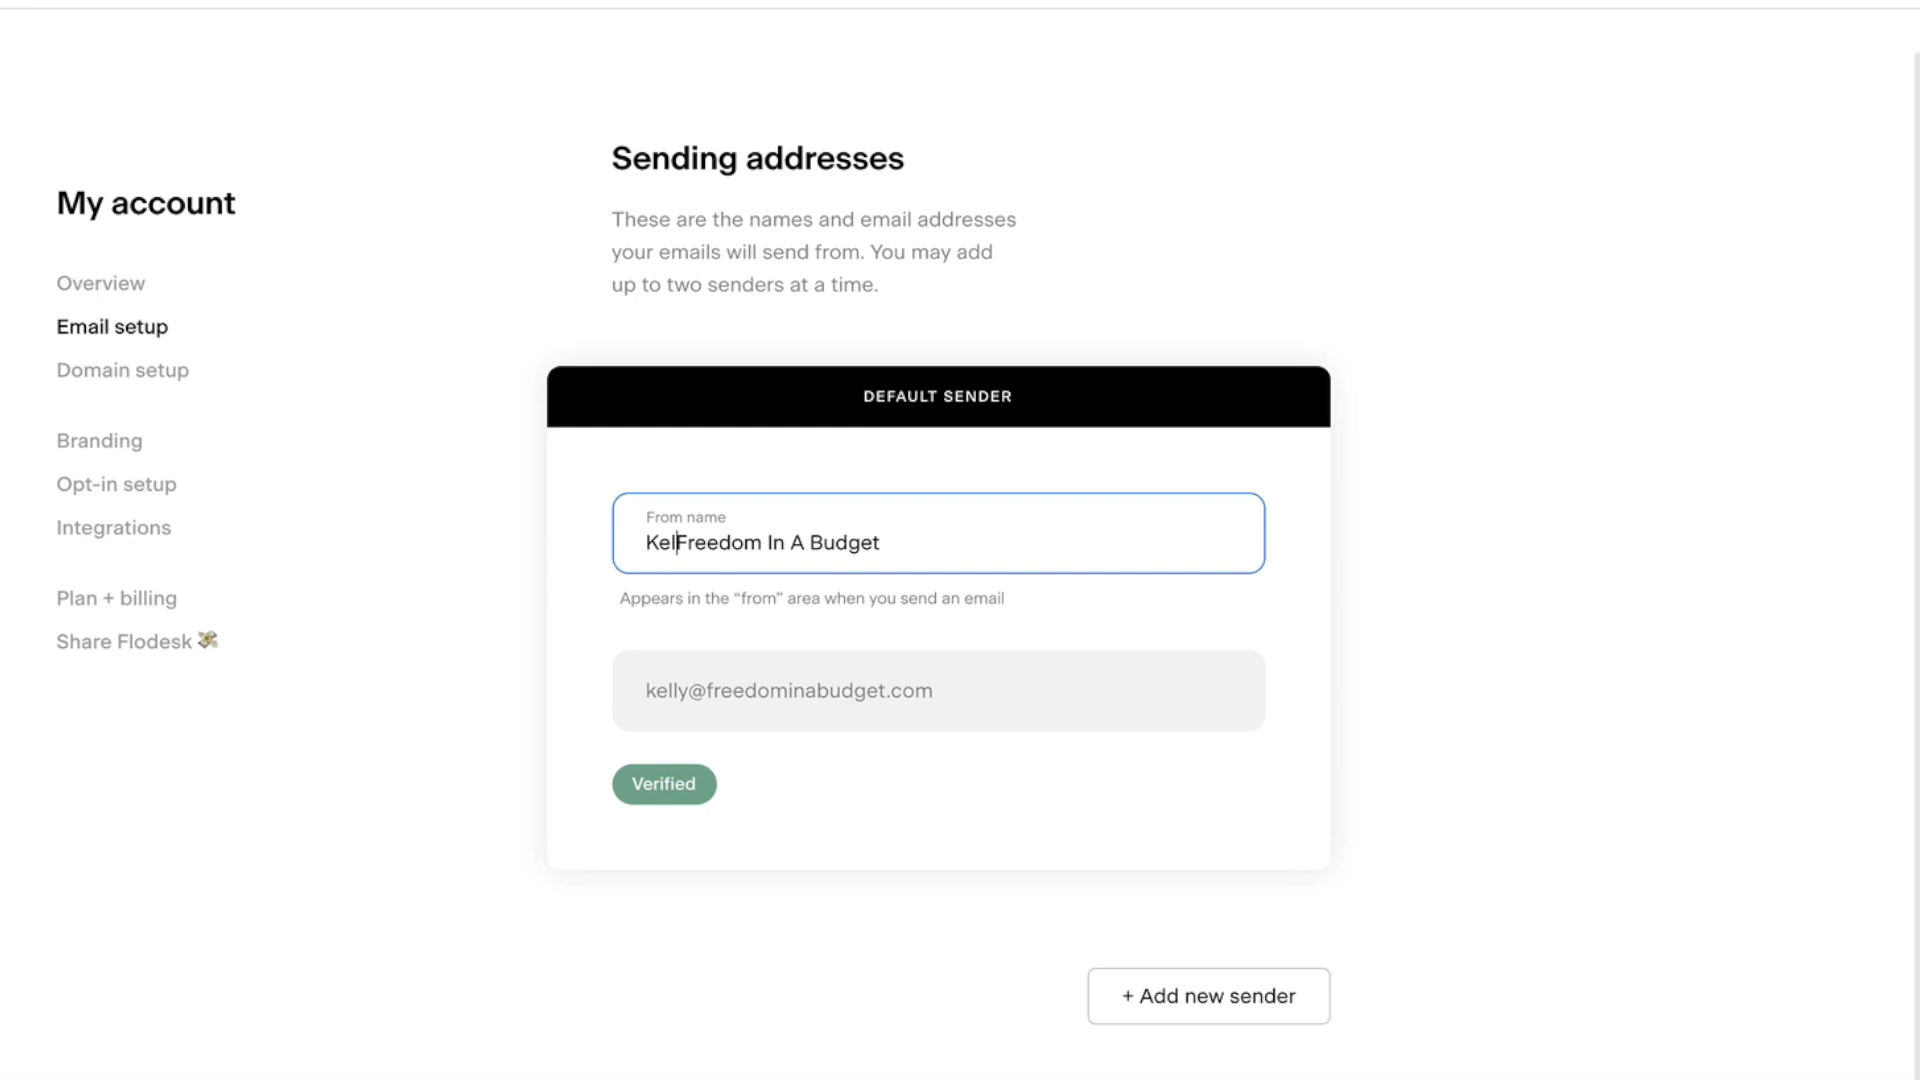 My account
Overview
Email setup
Domain setup
Branding
Opt-in setup
Integrations
Plan + billing
Share Flodesk 💸
Sending addresses
These are the names and email addresses
your emails will send from. You may add
up to two senders at a time.
DEFAULT SENDER
From name
KelFreedom In A Budget
Appears in the “from” area when you send an email
kelly@freedominabudget.com
Verified
+ Add new sender